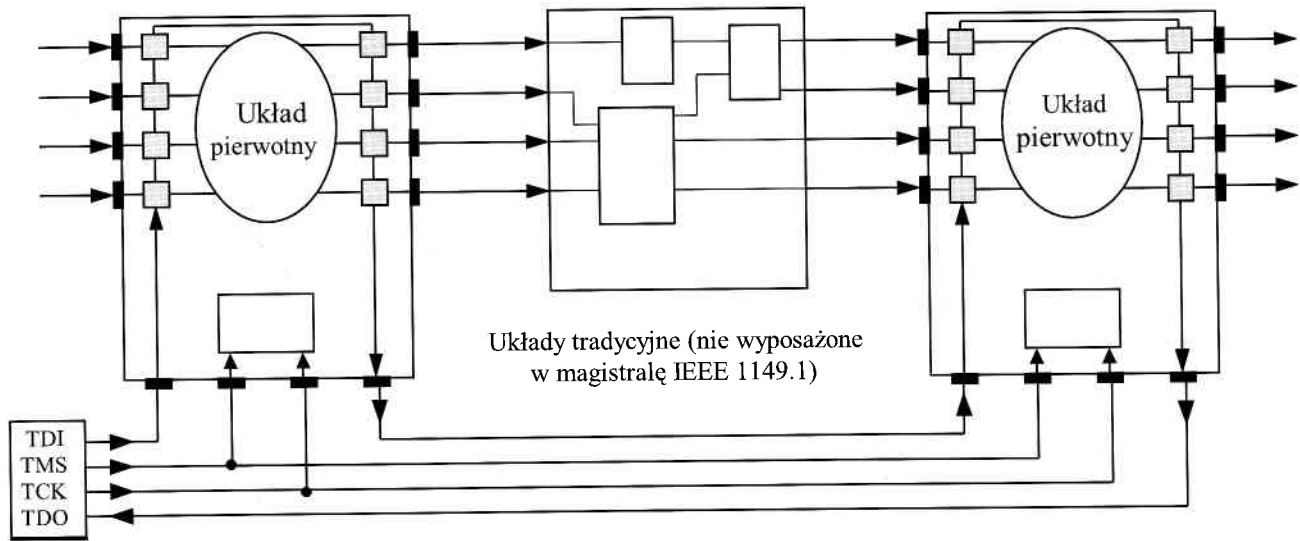 Układ
pierwotny
Układ
pierwotny
Układy tradycyjne (nie wyposażone
w magistralę IEEE 1149.1)
TDI
TMS
TCK
TDO